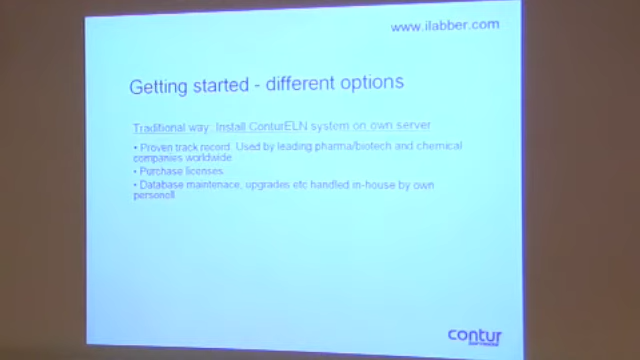 www.ilabber.com
Getting started - different options
Traditional way: Install ConturELN system on own server
• Proven track record. Used by leading pharma/biotech and chemical
companies worldwide
• Purchase licenses
• Database maintenace, upgrades etc handled in-house by own
personell
contur
SOFTWARE